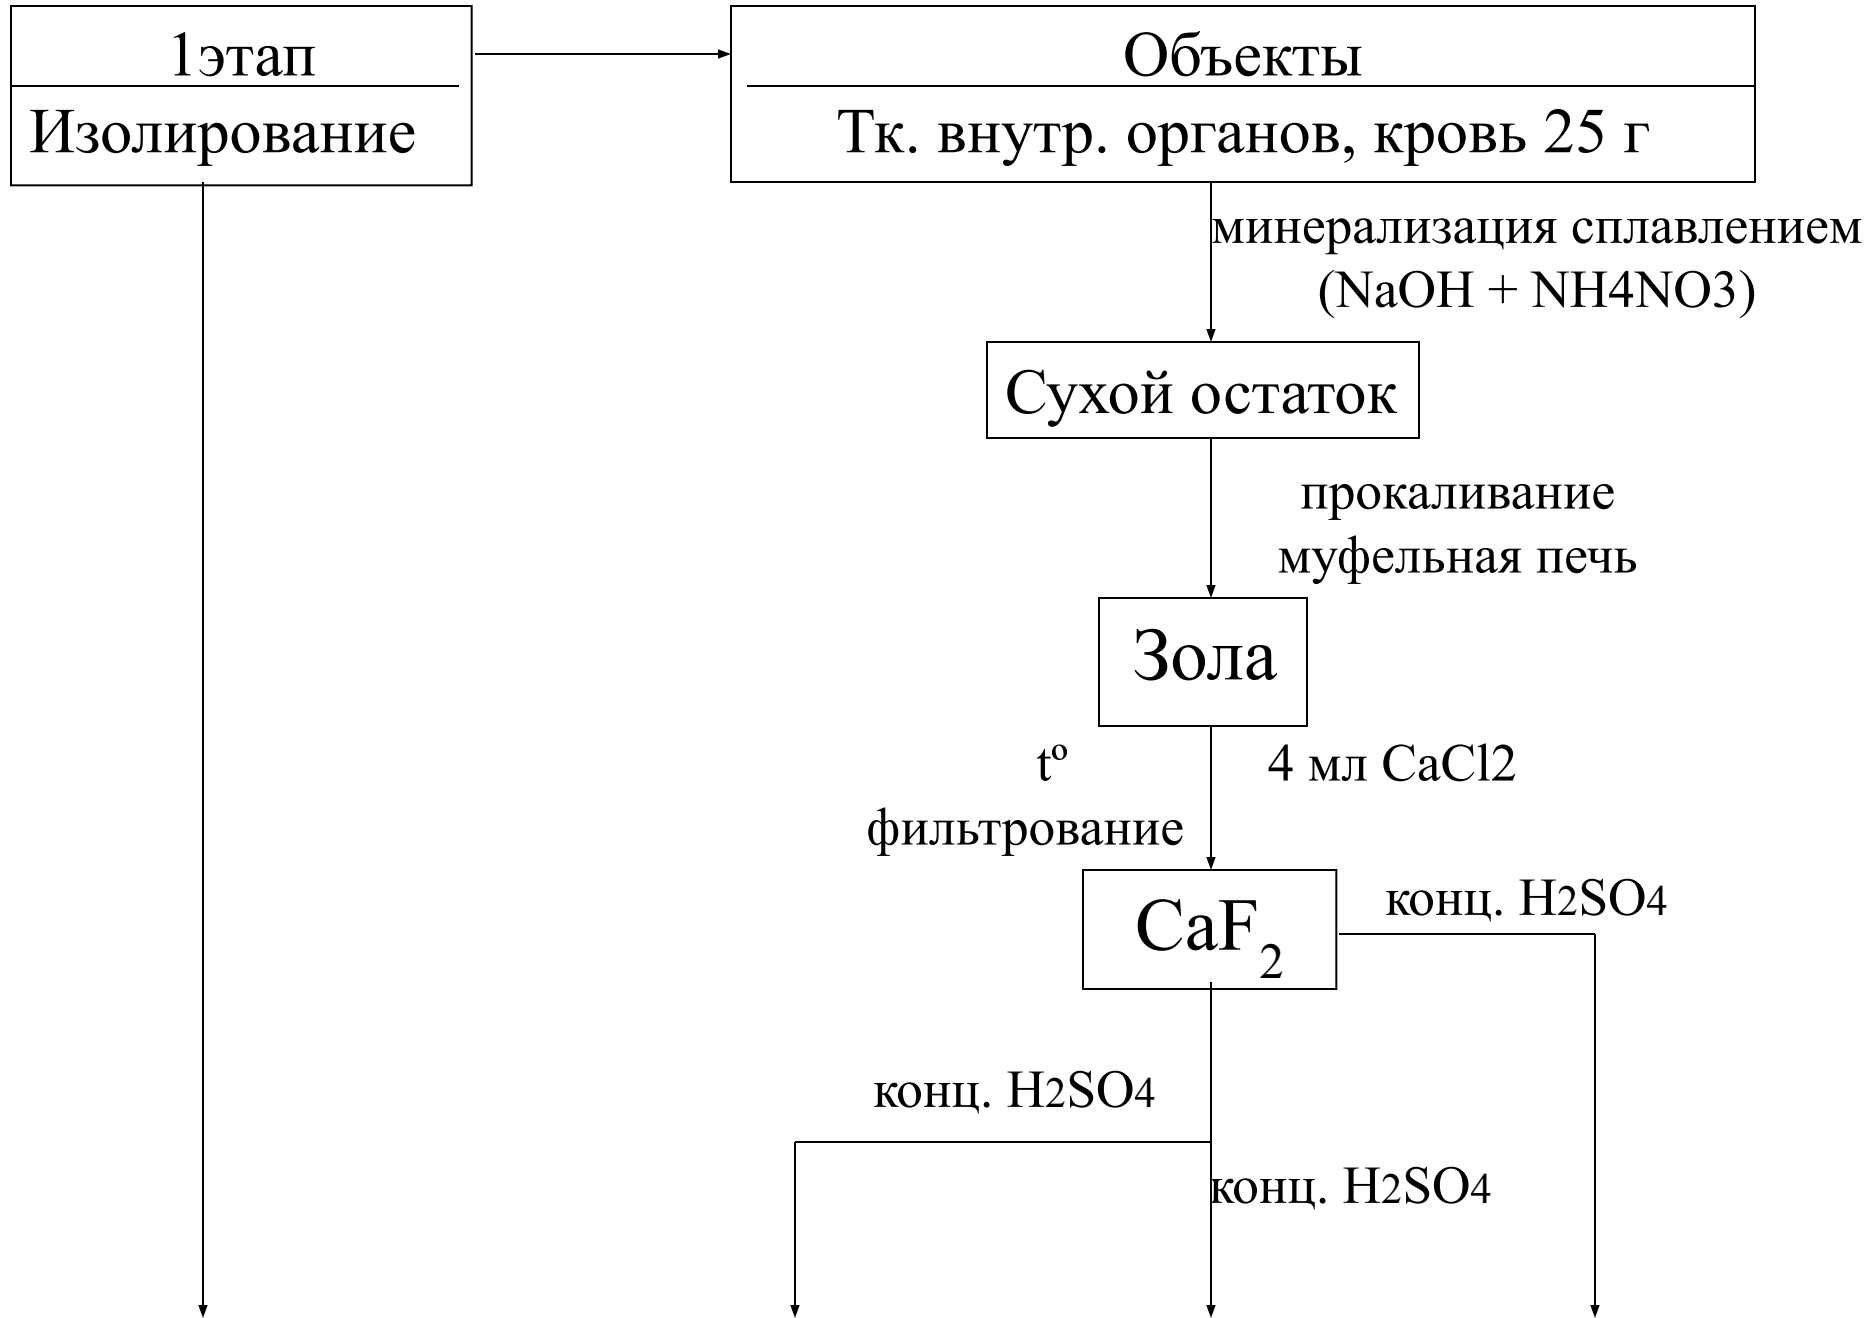 1этап
Изолирование
Объекты
Тк. внутр. органов, кровь 25 г
минерализация сплавлением
(NaOH + NH4NO3)
Сухой остаток
прокаливание
муфельная печь
Зола
tº
фильтрование
4 мл CaCl2
CaF2
конц. H2SO4
конц. H2SO4
конц. H2SO4